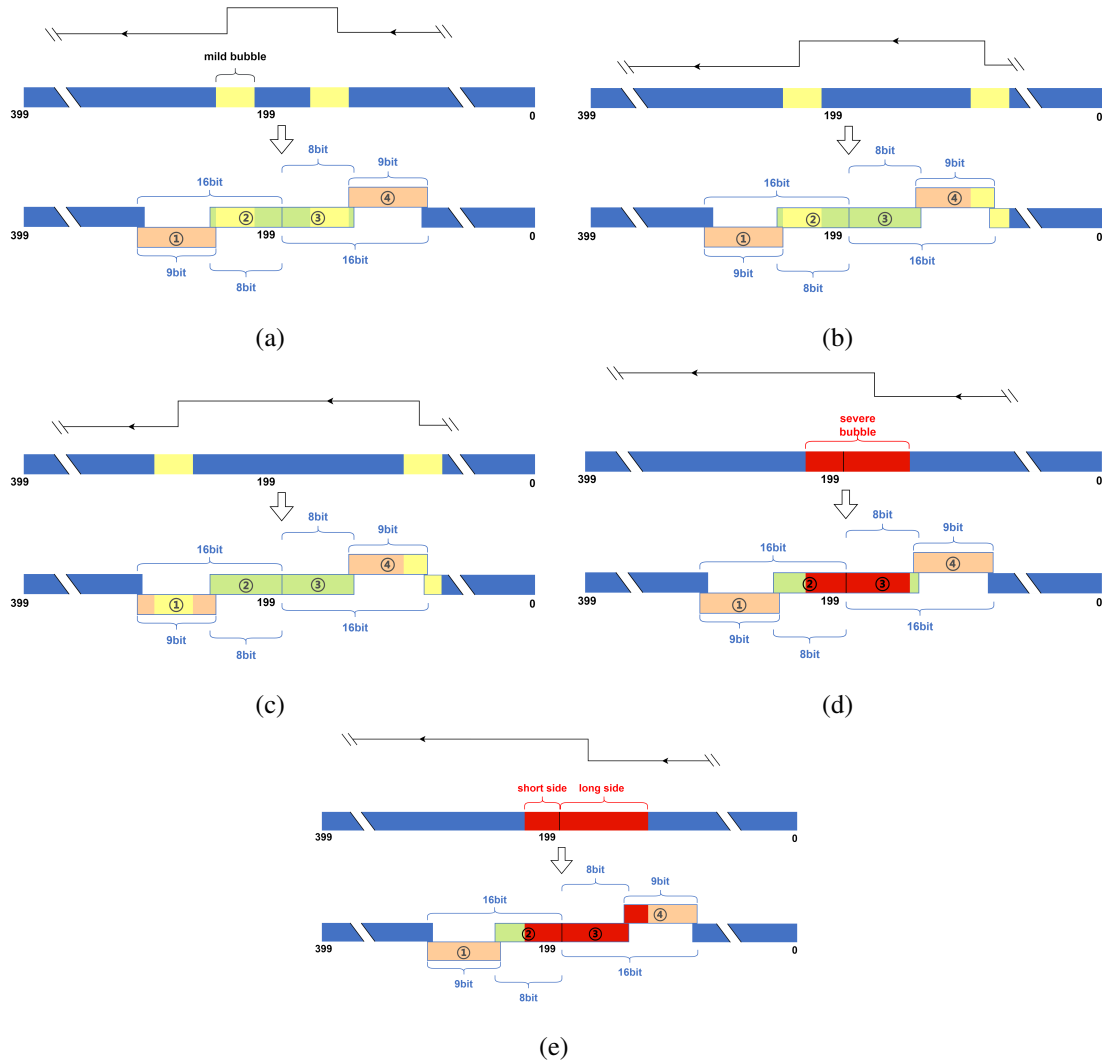 mild bubble
399
199
0
8bit
9bit
16bit
④
②
③
399
199
0
①
16bit
9bit
8bit
(a)
399
199
0
8bit
9bit
16bit
④
②
③
399
199
0
①
16bit
9bit
8bit
(b)
399
199
0
8bit
9bit
16bit
④
②
③
399
199
0
①
16bit
9bit
8bit
(c)
severe
bubble
399
199
0
8bit
9bit
16bit
④
②
③
399
199
0
①
16bit
9bit
8bit
(d)
short side
long side
399
199
0
8bit
9bit
16bit
④
②
③
399
199
0
①
16bit
9bit
8bit
(e)